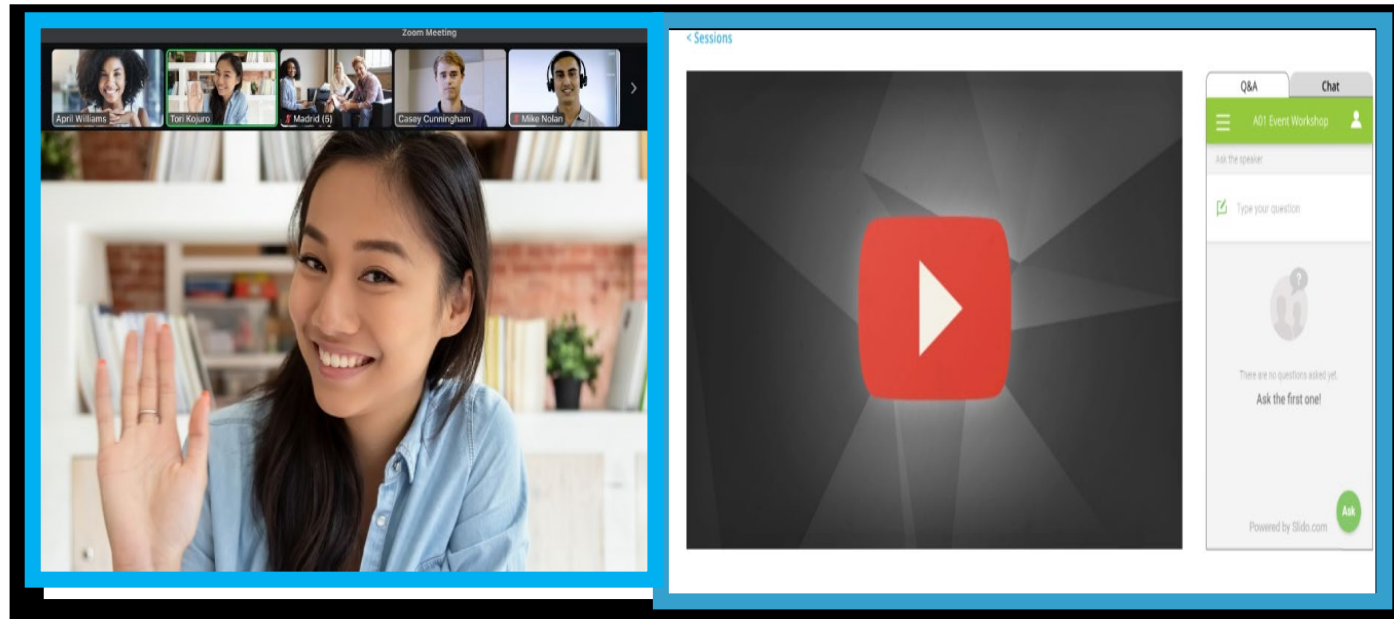 Zoom Meeting
April Williams
Tori Kojuro
Madrid (5)
Casey Cunningham
Mike Nolan
< Sessions
Q&A
Chat
A01 Event Workshop
Ask the speaker
Type your question
?
There are no questions asked yet.
Ask the first one!
Ask
Powered by Slido.com